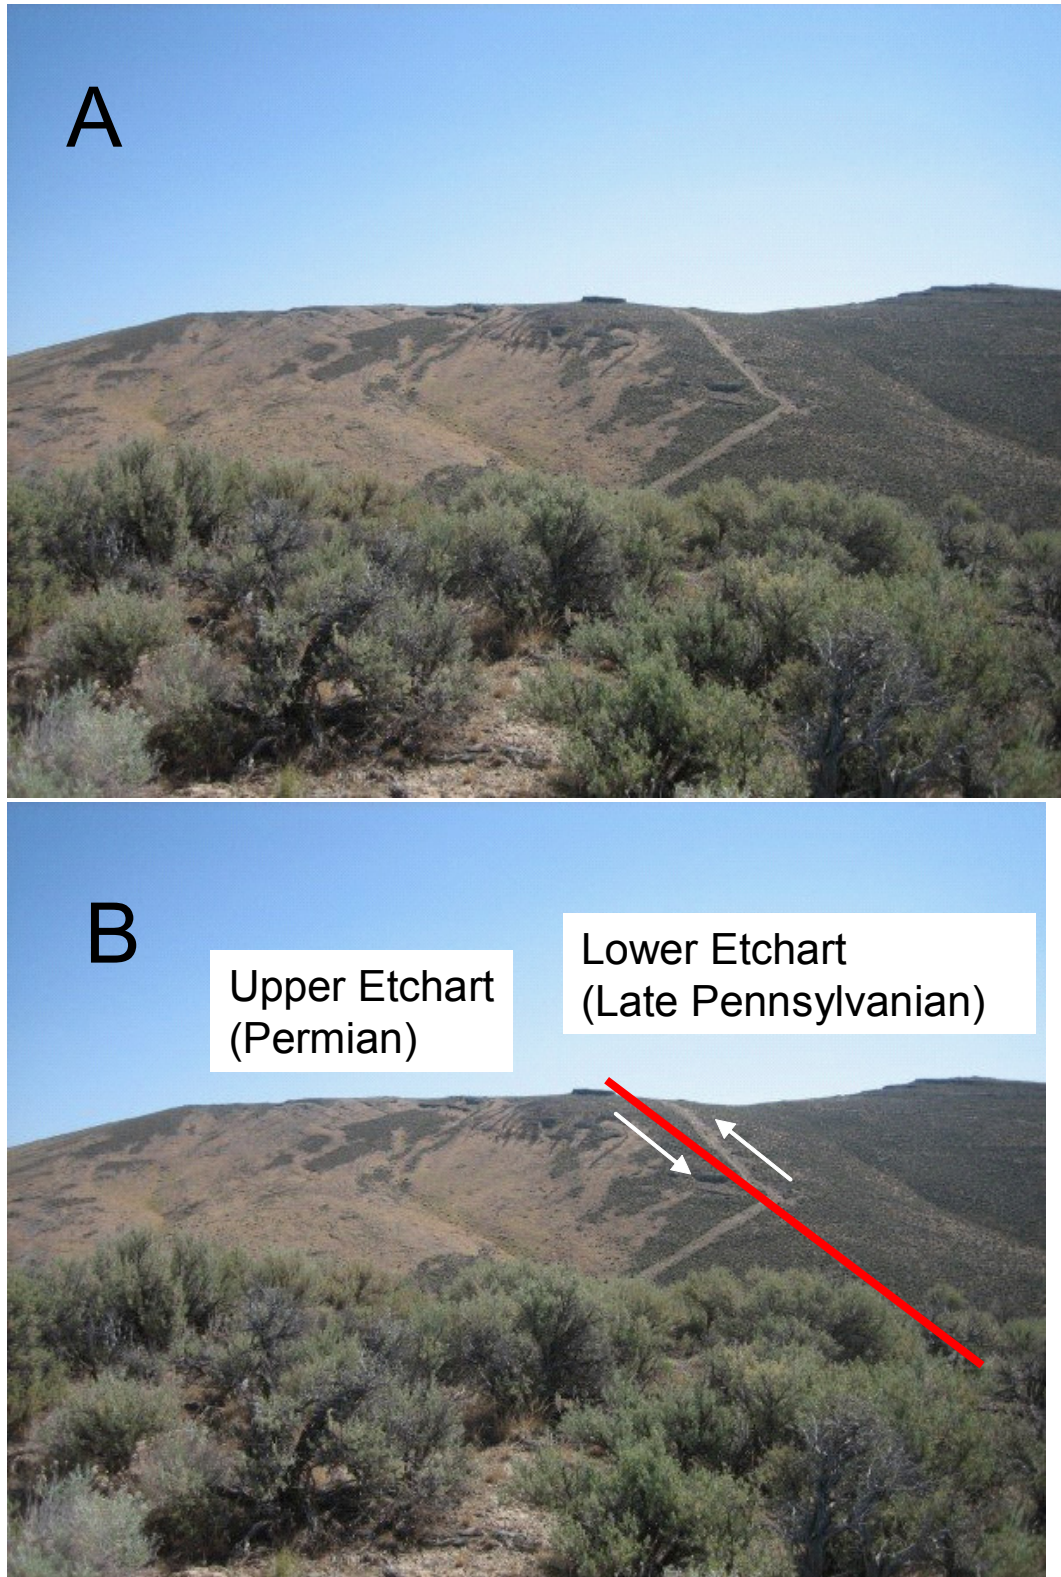 A
B
Upper Etchart
(Permian)
Lower Etchart
(Late Pennsylvanian)